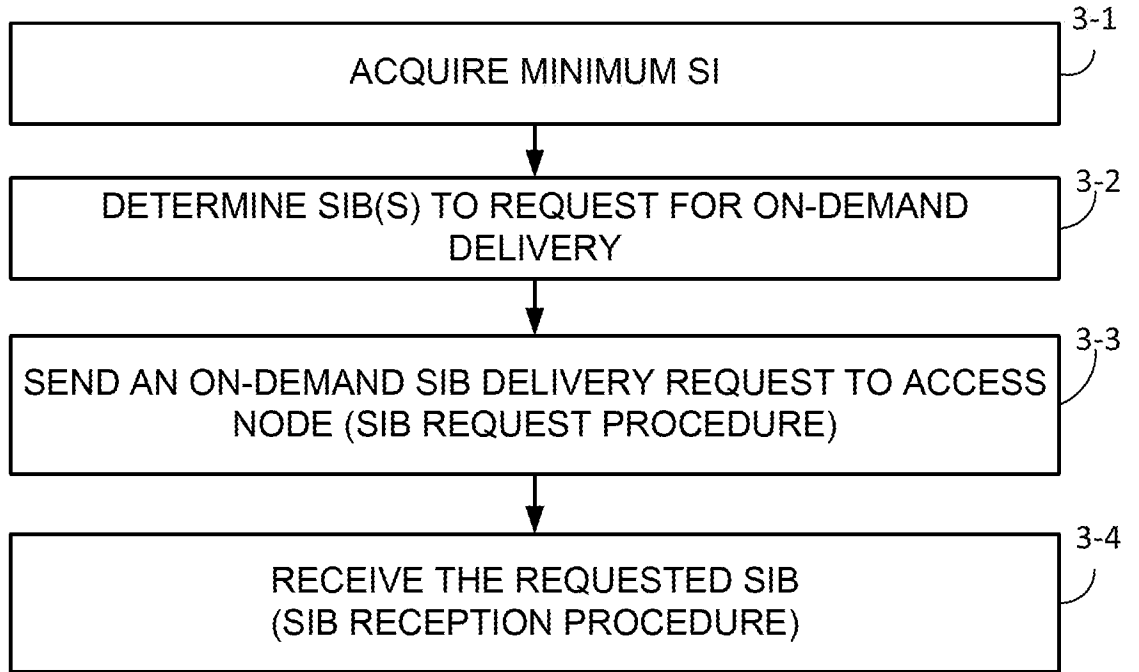 3-1
ACQUIRE MINIMUM SI
3-2
DETERMINE SIB(S) TO REQUEST FOR ON-DEMAND
DELIVERY
3-3
SEND AN ON-DEMAND SIB DELIVERY REQUEST TO ACCESS
NODE (SIB REQUEST PROCEDURE)
3-4
RECEIVE THE REQUESTED SIB
(SIB RECEPTION PROCEDURE)